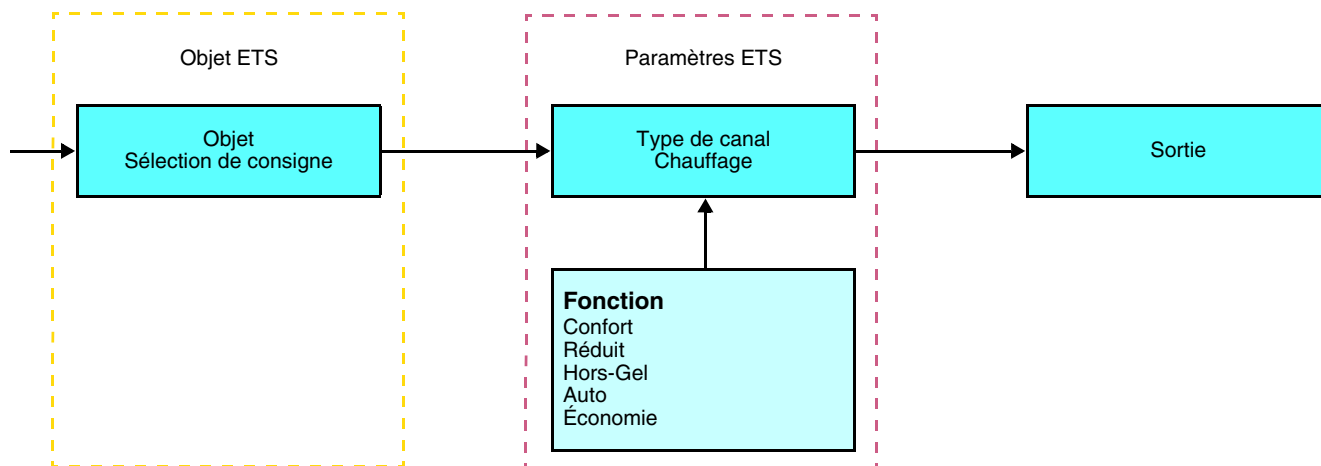 Objet ETS
Paramètres ETS
Objet
Sélection de consigne
Type de canal
Chauffage
Sortie
Fonction
Confort
Réduit
Hors-Gel
Auto
Économie